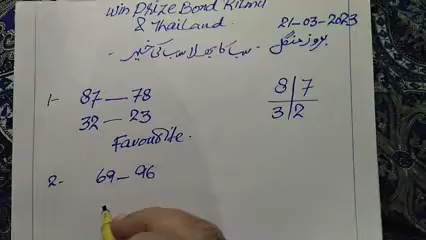 Win Prize Bond Kitma
& Thailand.
21-03-2023
بروز منگل - سب کا بھلا سب کی خیر -
1- 87 — 78
32 — 23
8 | 7
3 | 2
Favourite.
2- 69 — 96